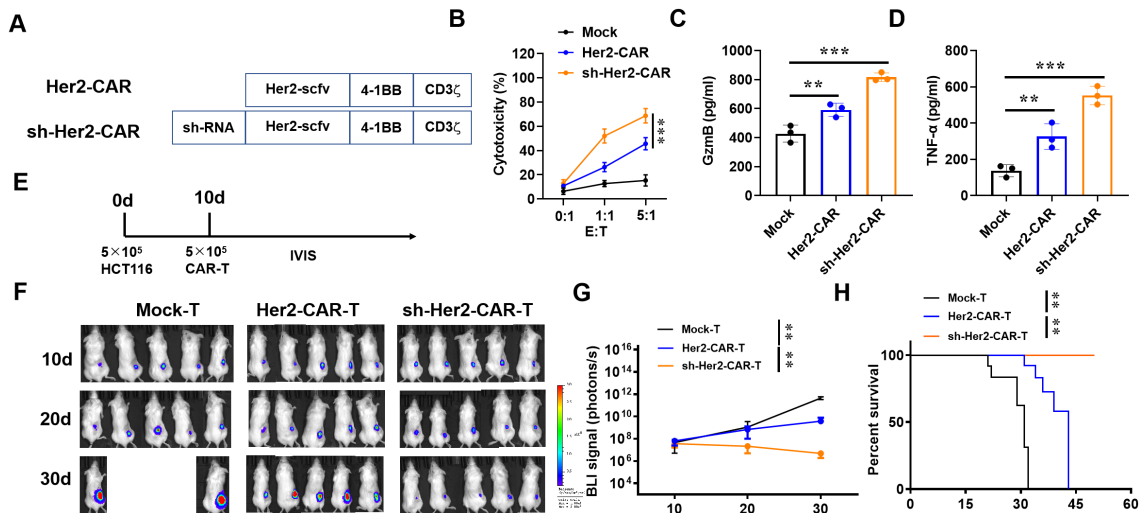 A
Her2-CAR
Her2-scfv 4-1BB CD3ζ
sh-Her2-CAR
sh-RNA Her2-scfv 4-1BB CD3ζ
B
Mock
Her2-CAR
sh-Her2-CAR
120
100
80
60
40
20
0
Cytotoxicity (%)
***
0:1 1:1 5:1
E:T
C
1000
800
600
400
200
0
GzmB (pg/ml)
***
**
Mock
Her2-CAR
sh-Her2-CAR
D
800
600
400
200
0
TNF-α (pg/ml)
***
**
Mock
Her2-CAR
sh-Her2-CAR
E
0d 10d
5×10⁵ 5×10⁵ IVIS
HCT116 CAR-T
F
Mock-T Her2-CAR-T sh-Her2-CAR-T
10d
20d
30d
G
Mock-T
Her2-CAR-T
sh-Her2-CAR-T
**
**
10¹⁶
10¹⁴
10¹²
10¹⁰
10⁸
10⁶
10⁴
BLI signal (photons/s)
10 20 30
H
Mock-T
Her2-CAR-T
sh-Her2-CAR-T
**
**
100
50
0
Percent survival
0 15 30 45 60